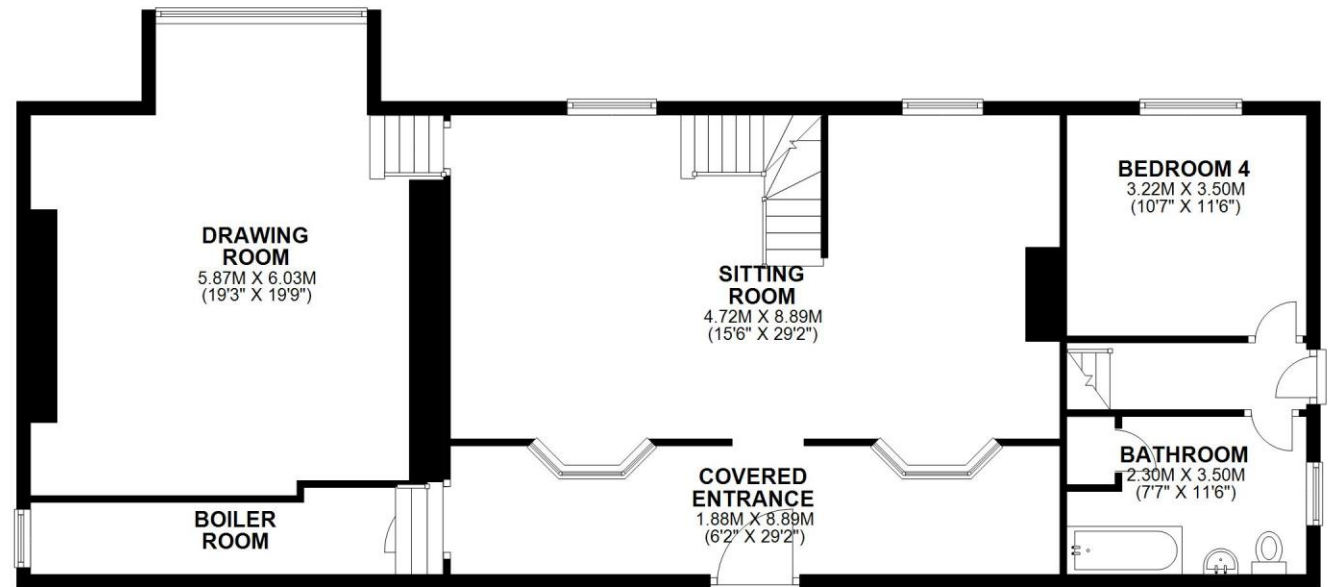 DRAWING
ROOM
5.87M X 6.03M
(19'3" X 19'9")
SITTING
ROOM
4.72M X 8.89M
(15'6" X 29'2")
BEDROOM 4
3.22M X 3.50M
(10'7" X 11'6")
BATHROOM
2.30M X 3.50M
(7'7" X 11'6")
COVERED
ENTRANCE
1.88M X 8.89M
(6'2" X 29'2")
BOILER
ROOM